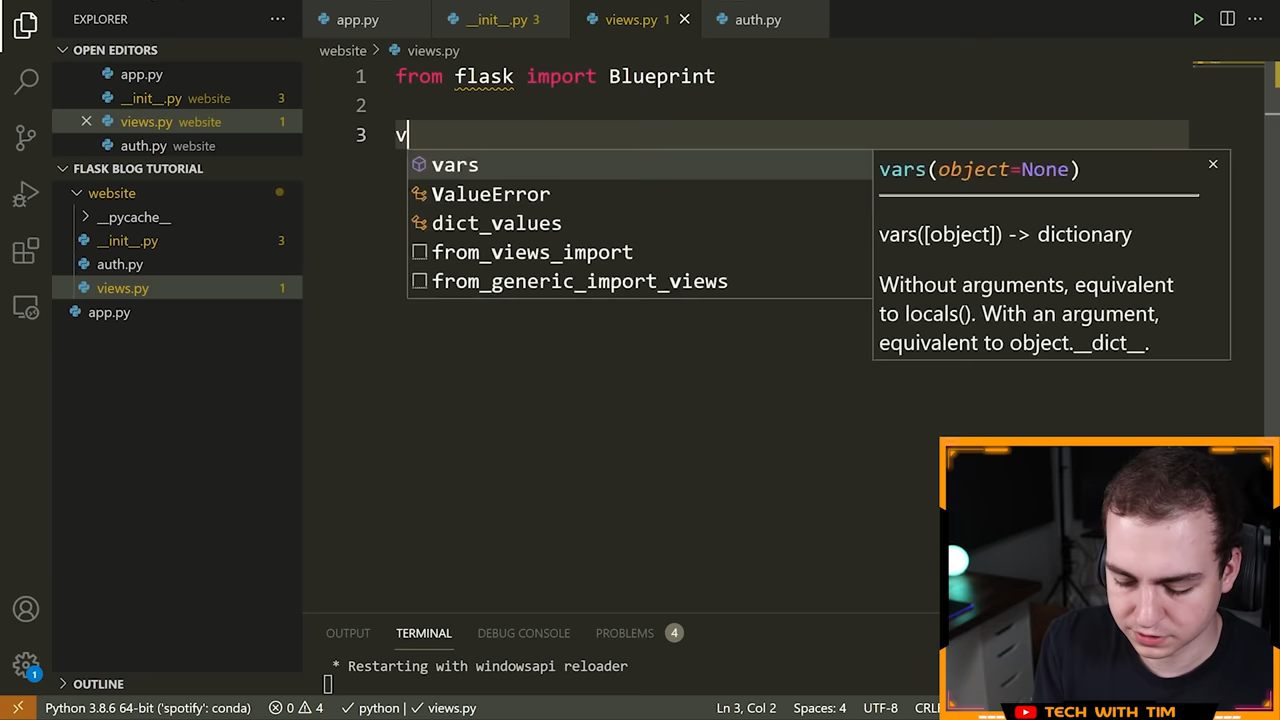 EXPLORER
app.py
__init__.py 3
views.py 1
auth.py
OPEN EDITORS
website
views.py
app.py
__init__.py website 3
views.py website 1
auth.py website
FLASK BLOG TUTORIAL
website
__pycache__
__init__.py 3
auth.py
views.py 1
app.py
1 from flask import Blueprint
2
3 v
vars
ValueError
dict_values
from_views_import
from_generic_import_views
vars(object=None)
vars([object]) -> dictionary
Without arguments, equivalent
to locals(). With an argument,
equivalent to object.__dict__.
OUTPUT
TERMINAL
DEBUG CONSOLE
PROBLEMS 4
* Restarting with windowsapi reloader
OUTLINE
1
Python 3.8.6 64-bit ('spotify': conda)
0 4
python | views.py
Ln 3, Col 2
Spaces: 4
UTF-8
TECH WITH TIM